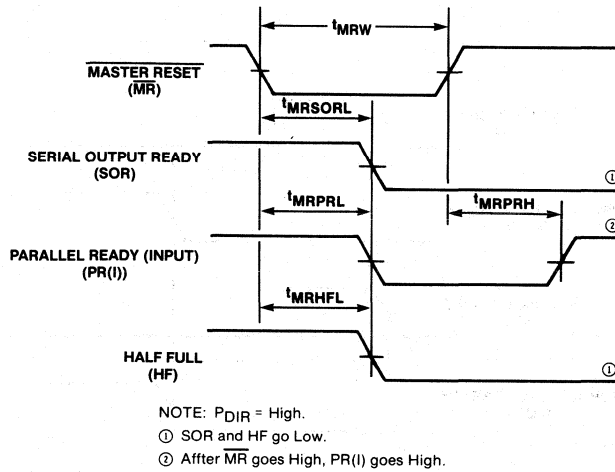 tMRW
MASTER RESET
(MR)
tMRSORL
SERIAL OUTPUT READY
(SOR)
①
tMRPRL
tMRPRH
②
PARALLEL READY (INPUT)
(PR(I))
tMRHFL
HALF FULL
(HF)
①
NOTE: PDIR = High.
① SOR and HF go Low.
② Affter MR goes High, PR(I) goes High.